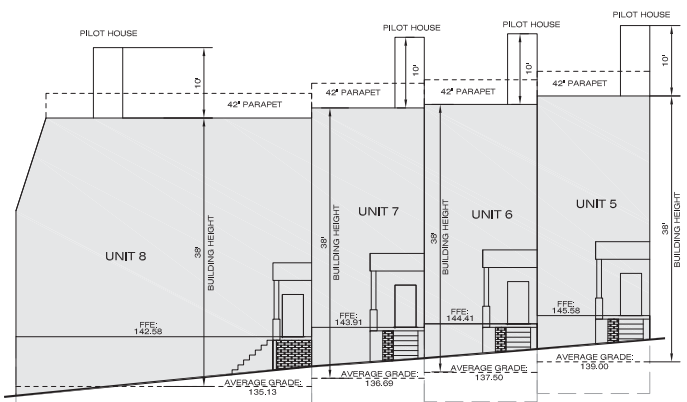 PILOT HOUSE
PILOT HOUSE
PILOT HOUSE
PILOT HOUSE
10'
10'
10'
10'
42" PARAPET
42" PARAPET
42" PARAPET
42" PARAPET
UNIT 8
UNIT 7
UNIT 6
UNIT 5
38'
BUILDING HEIGHT
38'
BUILDING HEIGHT
38'
BUILDING HEIGHT
38'
BUILDING HEIGHT
FFE:
142.58
FFE:
143.91
FFE:
144.41
FFE:
145.58
AVERAGE GRADE:
135.13
AVERAGE GRADE:
136.69
AVERAGE GRADE:
137.50
AVERAGE GRADE:
139.00